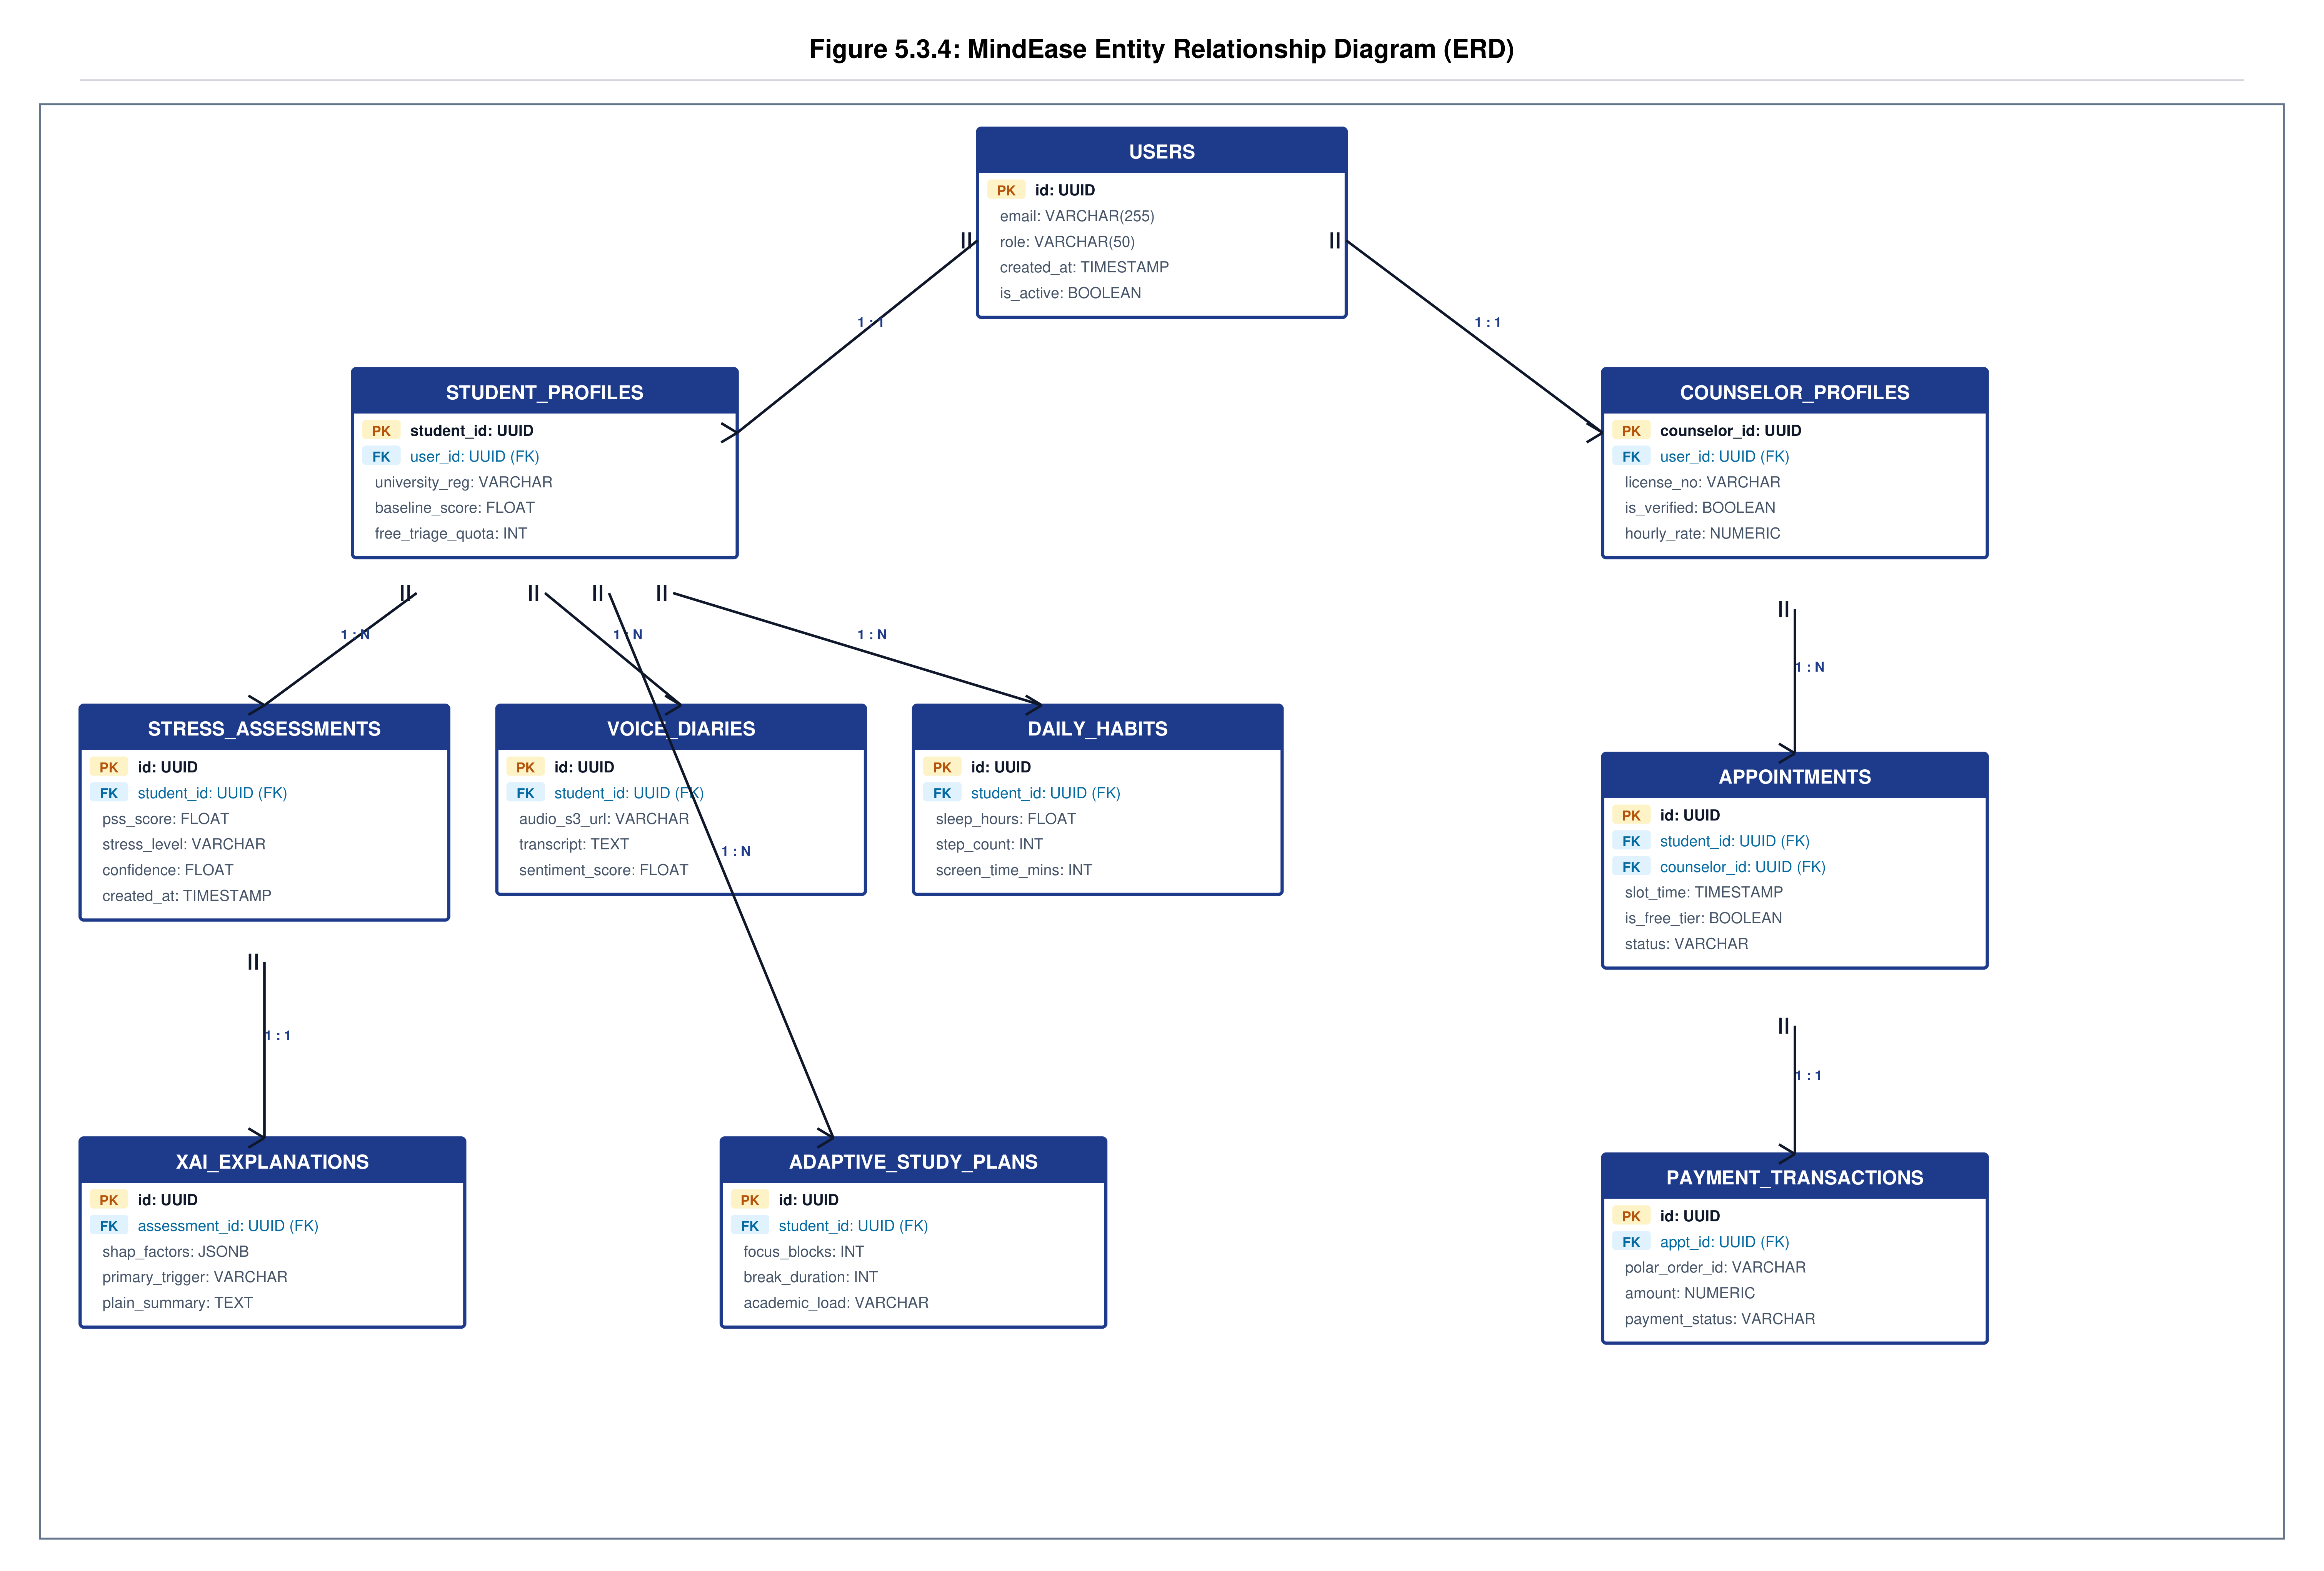 Figure 5.3.4: MindEase Entity Relationship Diagram (ERD)
USERS
PK id: UUID
email: VARCHAR(255)
role: VARCHAR(50)
created_at: TIMESTAMP
is_active: BOOLEAN
1 : 1
1 : 1
STUDENT_PROFILES
PK student_id: UUID
FK user_id: UUID (FK)
university_reg: VARCHAR
baseline_score: FLOAT
free_triage_quota: INT
COUNSELOR_PROFILES
PK counselor_id: UUID
FK user_id: UUID (FK)
license_no: VARCHAR
is_verified: BOOLEAN
hourly_rate: NUMERIC
1 : N
1 : N
1 : N
1 : N
STRESS_ASSESSMENTS
PK id: UUID
FK student_id: UUID (FK)
pss_score: FLOAT
stress_level: VARCHAR
confidence: FLOAT
created_at: TIMESTAMP
VOICE_DIARIES
PK id: UUID
FK student_id: UUID (FK)
audio_s3_url: VARCHAR
transcript: TEXT
sentiment_score: FLOAT
1 : N
DAILY_HABITS
PK id: UUID
FK student_id: UUID (FK)
sleep_hours: FLOAT
step_count: INT
screen_time_mins: INT
APPOINTMENTS
PK id: UUID
FK student_id: UUID (FK)
FK counselor_id: UUID (FK)
slot_time: TIMESTAMP
is_free_tier: BOOLEAN
status: VARCHAR
1 : 1
1 : 1
XAI_EXPLANATIONS
PK id: UUID
FK assessment_id: UUID (FK)
shap_factors: JSONB
primary_trigger: VARCHAR
plain_summary: TEXT
ADAPTIVE_STUDY_PLANS
PK id: UUID
FK student_id: UUID (FK)
focus_blocks: INT
break_duration: INT
academic_load: VARCHAR
PAYMENT_TRANSACTIONS
PK id: UUID
FK appt_id: UUID (FK)
polar_order_id: VARCHAR
amount: NUMERIC
payment_status: VARCHAR